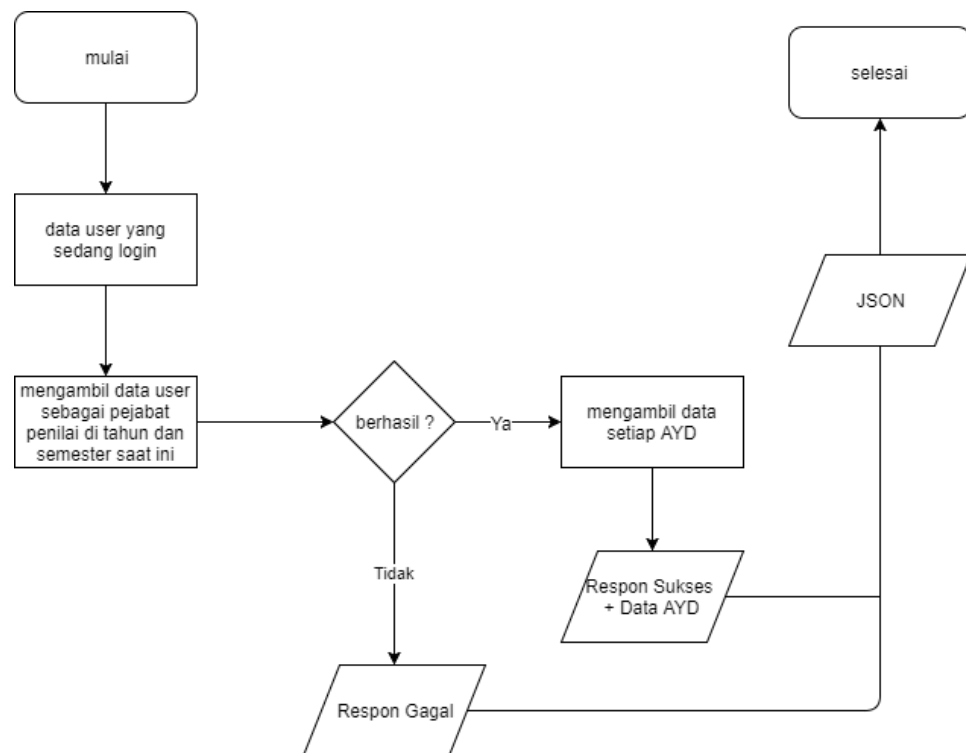 mulai
selesai
data user yang
sedang login
JSON
mengambil data user
sebagai pejabat
penilai di tahun dan
semester saat ini
berhasil ?
Ya
mengambil data
setiap AYD
Tidak
Respon Sukses
+ Data AYD
Respon Gagal